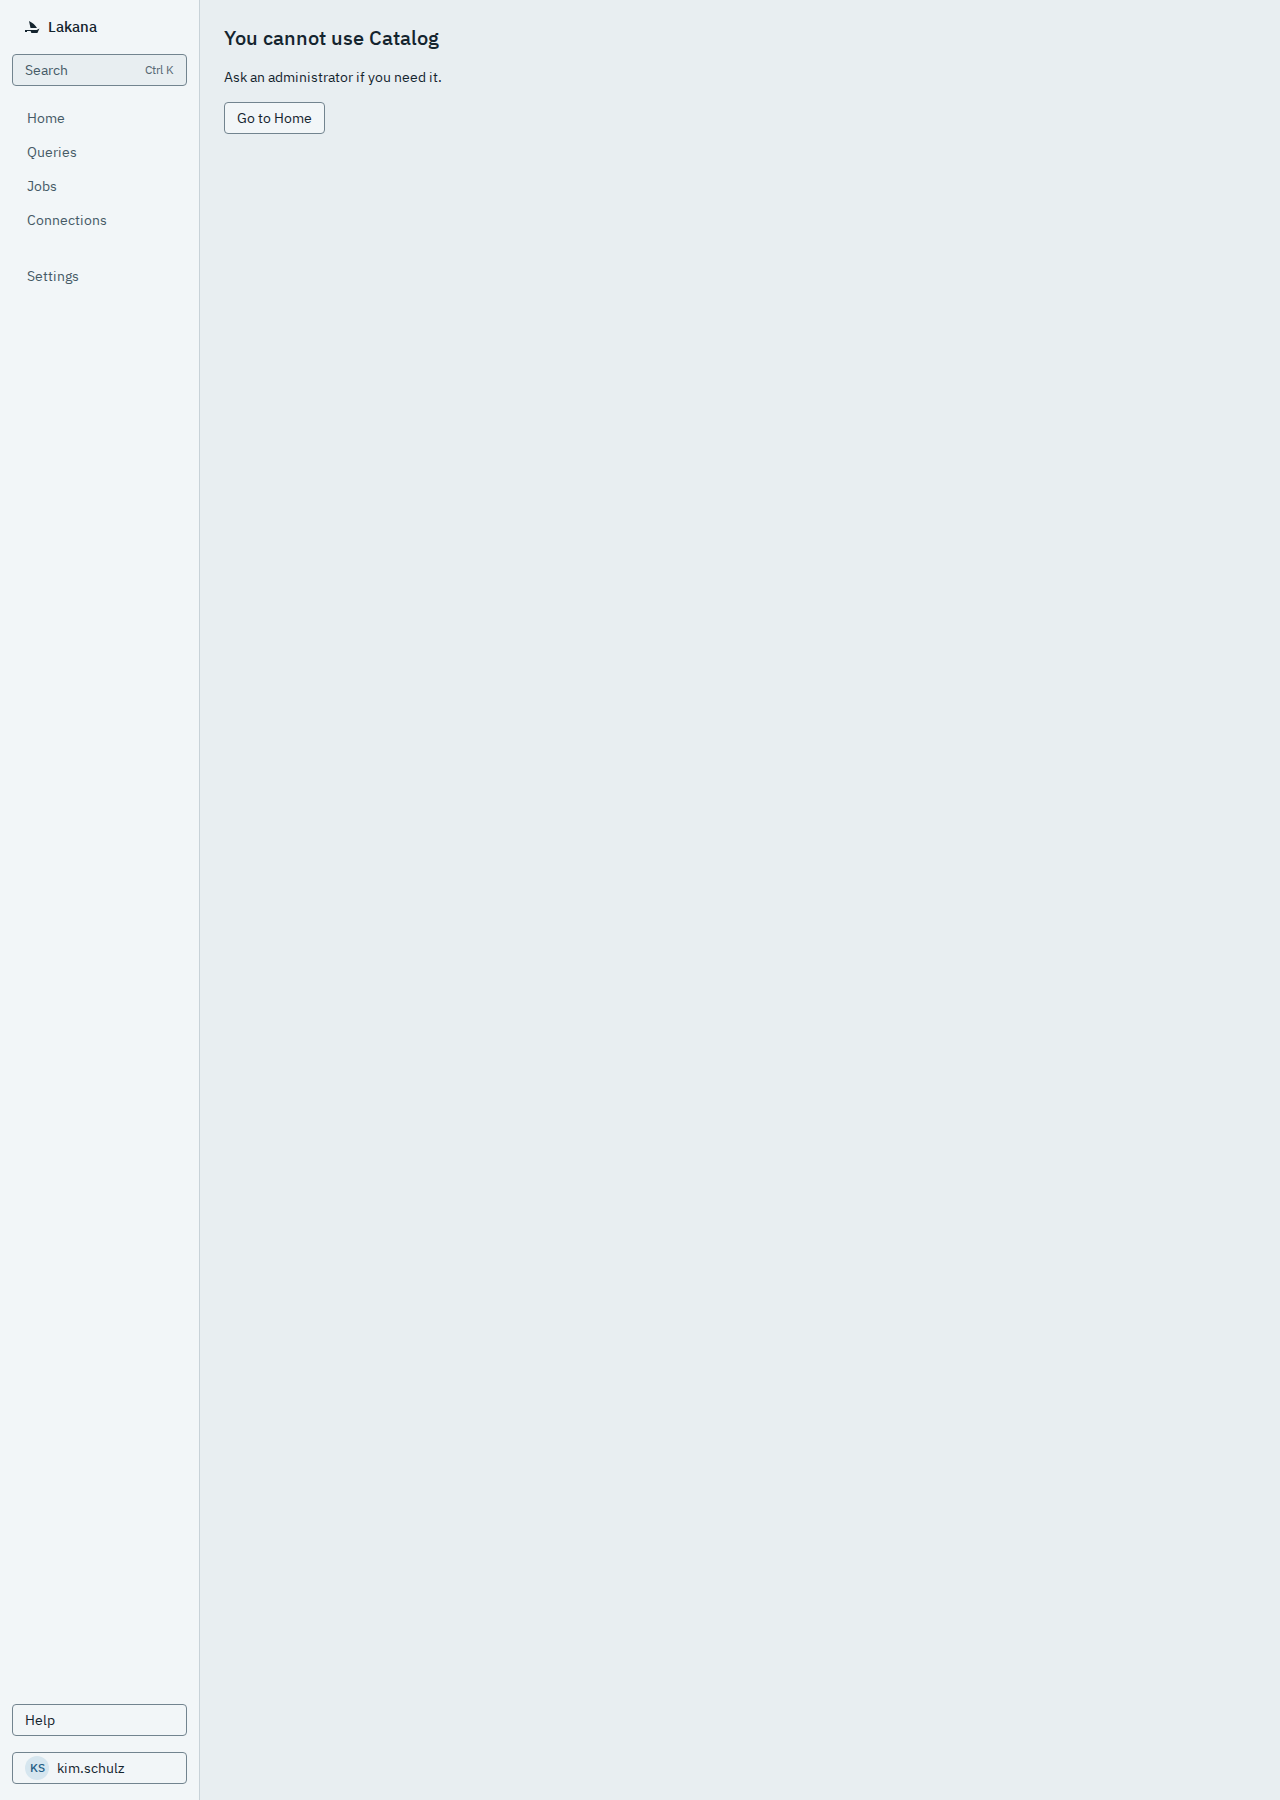 Lakana
Search Ctrl K
Home
Queries
Jobs
Connections
Settings
Help
KS kim.schulz
You cannot use Catalog
Ask an administrator if you need it.
Go to Home